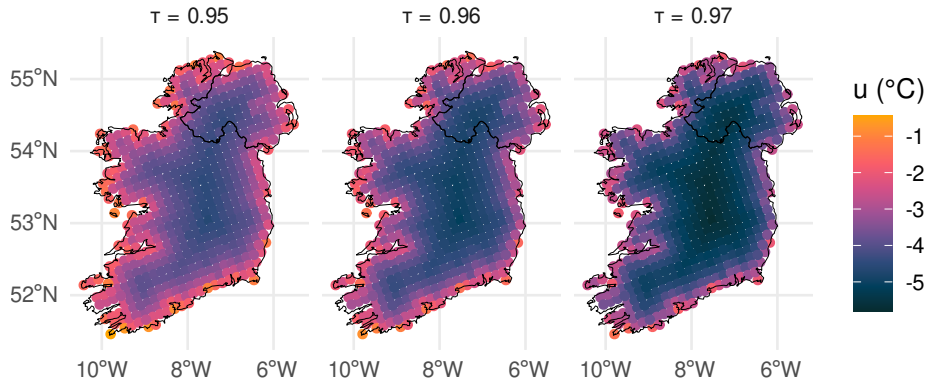 τ = 0.95 τ = 0.96 τ = 0.97
55°N
54°N
53°N
52°N
10°W 8°W 6°W 10°W 8°W 6°W 10°W 8°W 6°W
u (°C)
-1
-2
-3
-4
-5